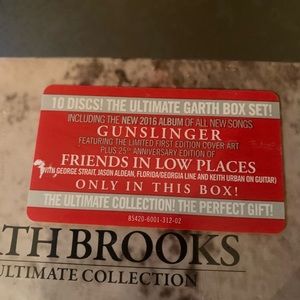 10 DISCS! THE ULTIMATE GARTH BOX SET!
INCLUDING THE NEW 2016 ALBUM OF ALL NEW SONGS
GUNSLINGER
FEATURING THE LIMITED FIRST EDITION COVER ART
PLUS 25TH ANNIVERSARY EDITION OF
FRIENDS IN LOW PLACES
(WITH GEORGE STRAIT, JASON ALDEAN, FLORIDA/GEORGIA LINE AND KEITH URBAN ON GUITAR)
ONLY IN THIS BOX!
THE ULTIMATE COLLECTION! THE PERFECT GIFT!
85420-6001-312-02
TH BROOKS
ULTIMATE COLLECTION